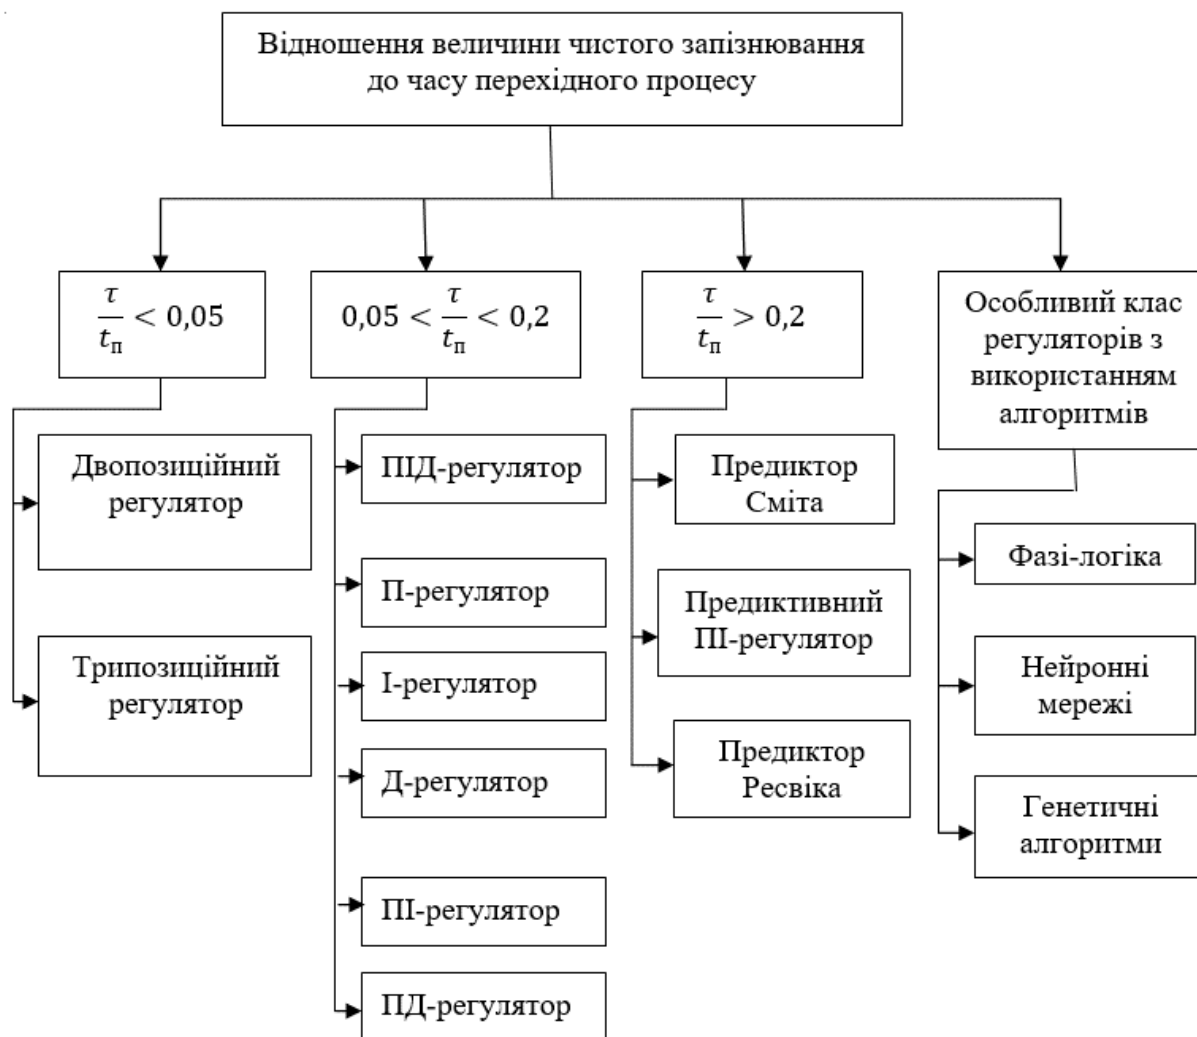 Відношення величини чистого запізнювання
до часу перехідного процесу
τ/tп < 0,05
0,05 < τ/tп < 0,2
τ/tп > 0,2
Особливий клас
регуляторів з
використанням
алгоритмів
Двопозиційний
регулятор
Трипозиційний
регулятор
ПІД-регулятор
П-регулятор
І-регулятор
Д-регулятор
ПІ-регулятор
ПД-регулятор
Предиктор
Сміта
Предиктивний
ПІ-регулятор
Предиктор
Ресвіка
Фазі-логіка
Нейронні
мережі
Генетичні
алгоритми